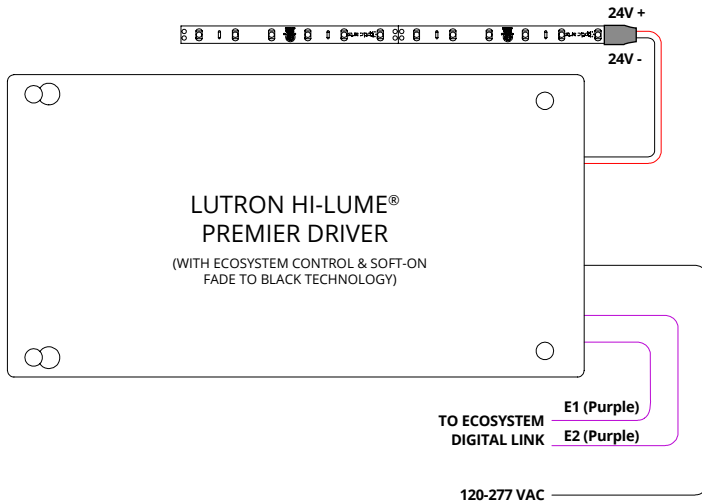 24V +
24V -
LUTRON HI-LUME®
PREMIER DRIVER
(WITH ECOSYSTEM CONTROL & SOFT-ON
FADE TO BLACK TECHNOLOGY)
E1 (Purple)
TO ECOSYSTEM
DIGITAL LINK
E2 (Purple)
120-277 VAC